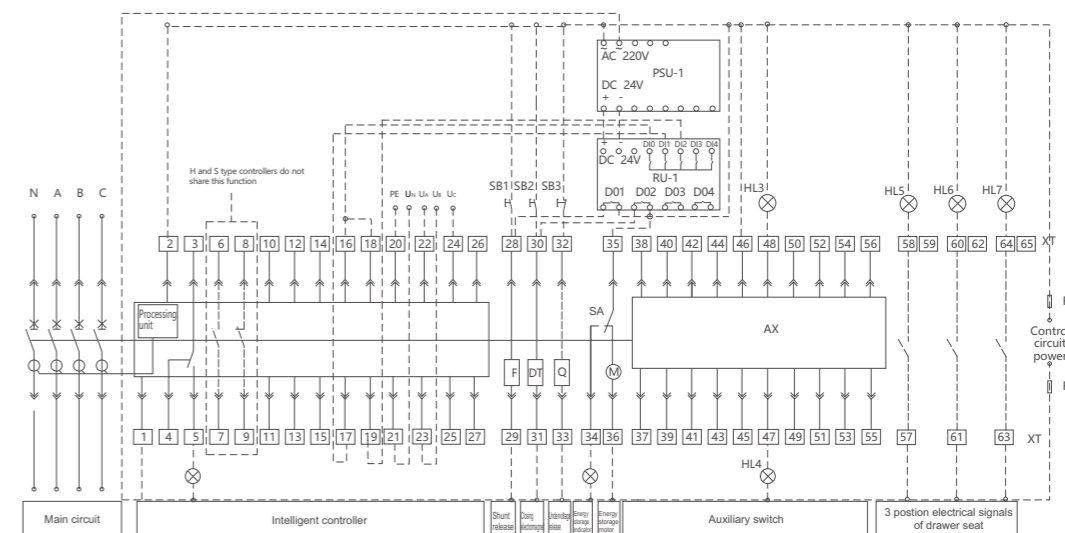 AC 220V
PSU-1
DC 24V
+ -
+ - DI0 DI1 DI2 DI3 DI4
DC 24V
RU-1
D01 D02 D03 D04
H and S type controllers do not
share this function
N A B C
PE UN UA UB UC
SB1 SB2 SB3
HL3
HL5 HL6 HL7
2 3 6 8 10 12 14 16 18 20 22 24 26 28 30 32 35 38 40 42 44 46 48 50 52 54 56 58 59 60 62 64 65 XT
Processing
unit
SA
AX
F DT Q M
Contro
circuit
power
1 4 5 7 9 11 13 15 17 19 21 23 25 27 29 31 33 34 36 37 39 41 43 45 47 49 51 53 55 57 61 63 XT
HL4
Main circuit
Intelligent controller
Shunt
release
Closing
electromagnet
Undervoltage
release
Energy
storage
indicator
Energy
storage
motor
Auxiliary switch
3 postion electrical signals
of drawer seat